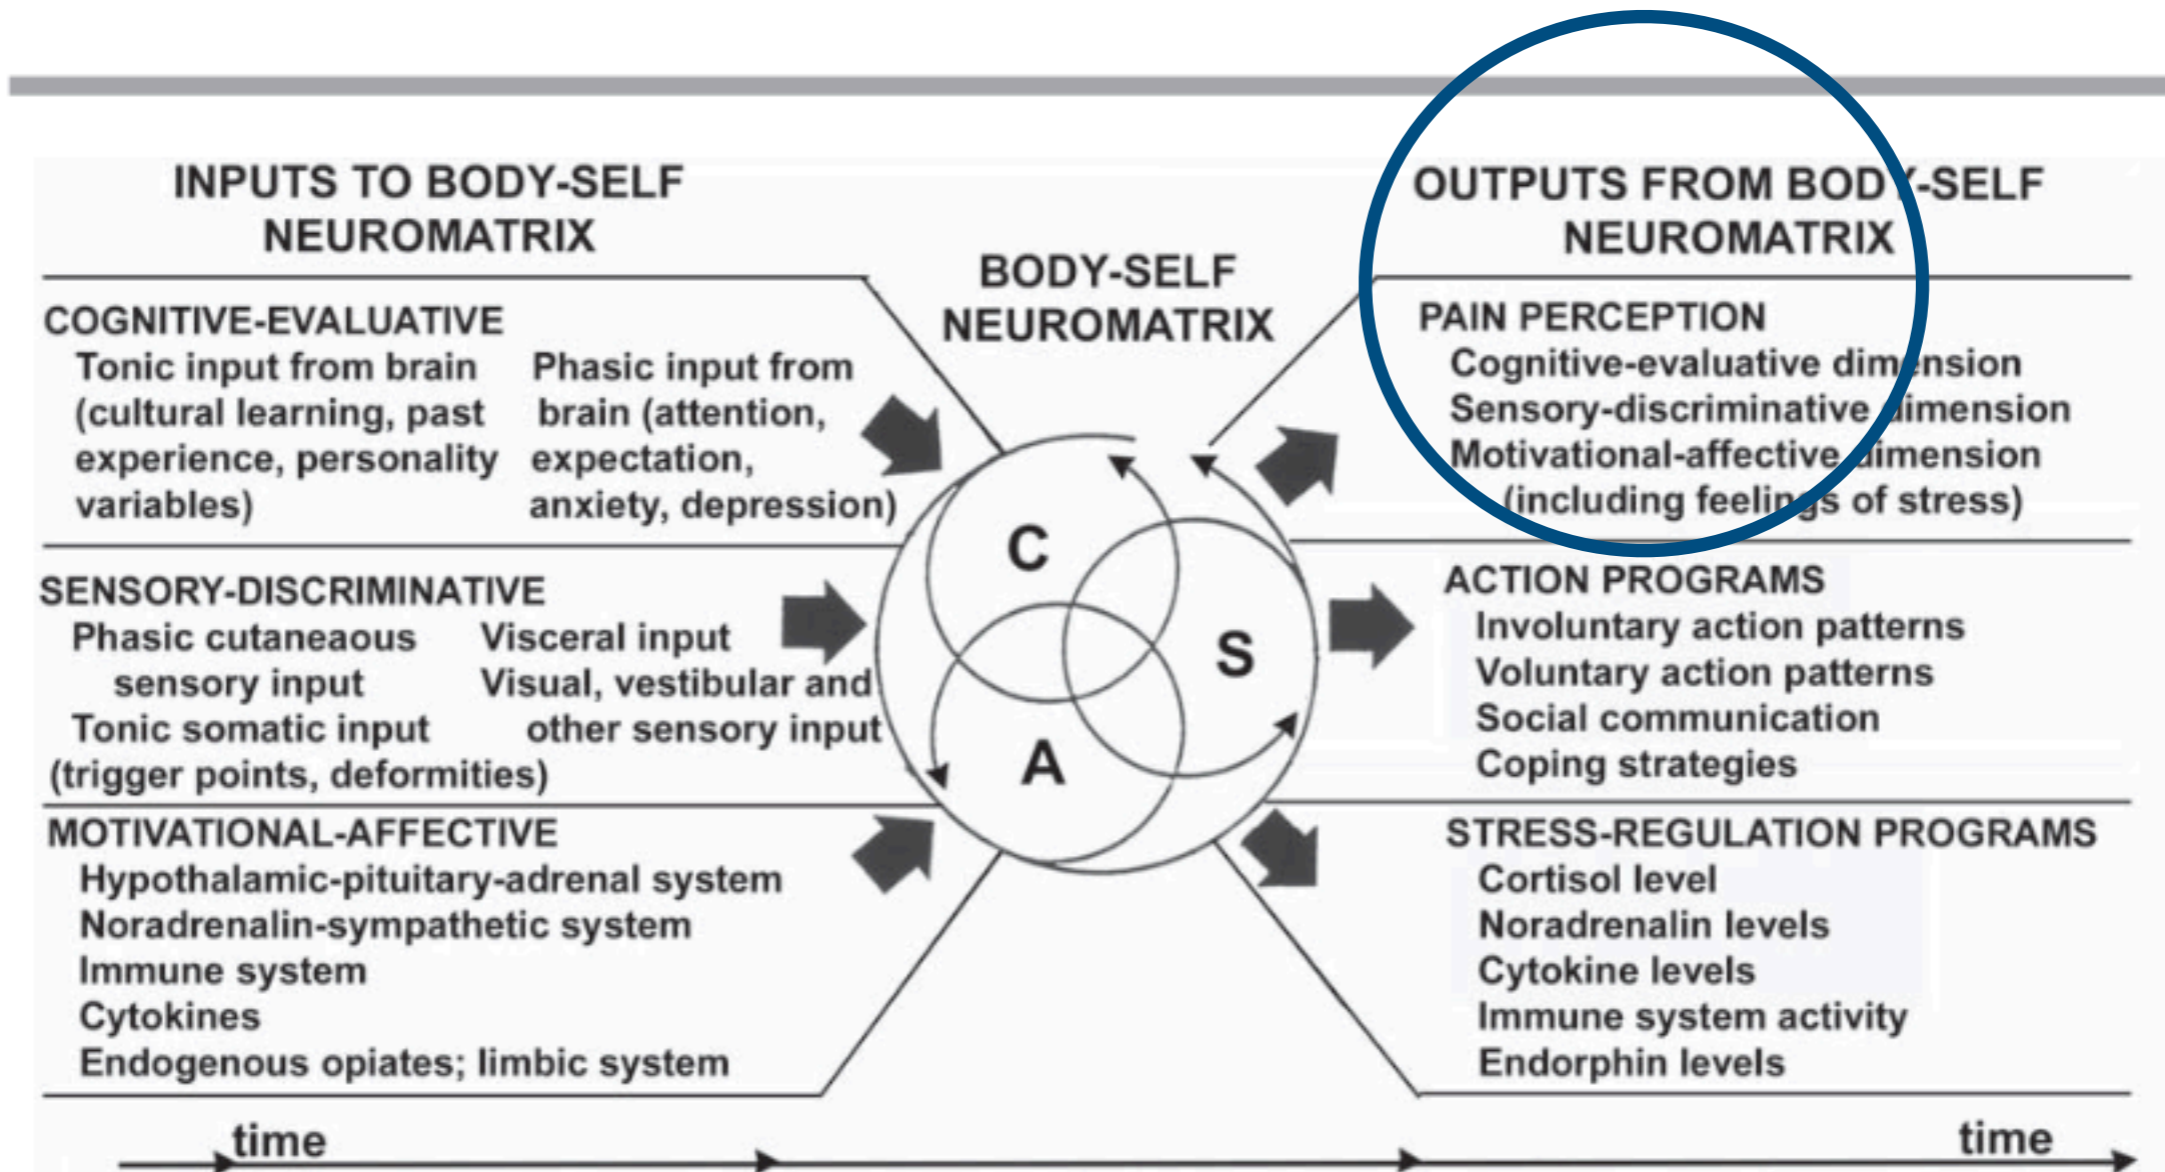 INPUTS TO BODY-SELF
NEUROMATRIX
COGNITIVE-EVALUATIVE
Tonic input from brain
(cultural learning, past
experience, personality
variables)
Phasic input from
brain (attention,
expectation,
anxiety, depression)
SENSORY-DISCRIMINATIVE
Phasic cutaneaous
sensory input
Tonic somatic input
(trigger points, deformities)
Visceral input
Visual, vestibular and
other sensory input
MOTIVATIONAL-AFFECTIVE
Hypothalamic-pituitary-adrenal system
Noradrenalin-sympathetic system
Immune system
Cytokines
Endogenous opiates; limbic system
BODY-SELF
NEUROMATRIX
C
S
A
OUTPUTS FROM BODY-SELF
NEUROMATRIX
PAIN PERCEPTION
Cognitive-evaluative dimension
Sensory-discriminative dimension
Motivational-affective dimension
(including feelings of stress)
ACTION PROGRAMS
Involuntary action patterns
Voluntary action patterns
Social communication
Coping strategies
STRESS-REGULATION PROGRAMS
Cortisol level
Noradrenalin levels
Cytokine levels
Immune system activity
Endorphin levels
time
time